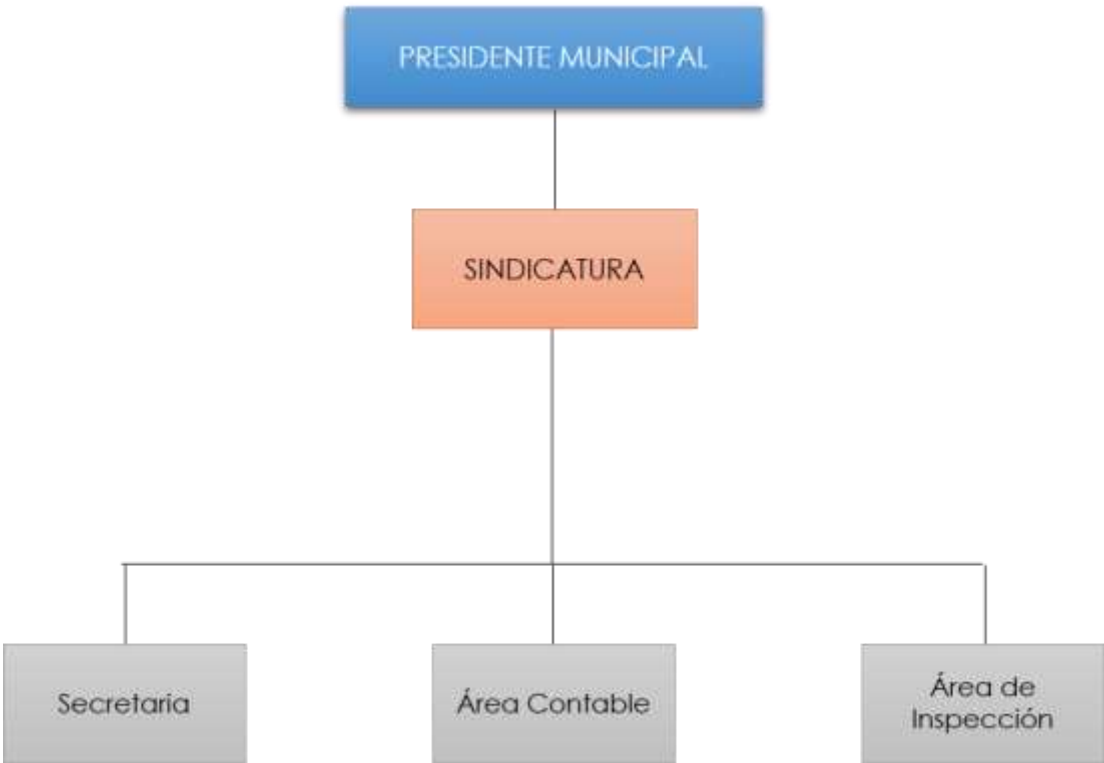 PRESIDENTE MUNICIPAL
SINDICATURA
Secretaria
Área Contable
Área de
Inspección